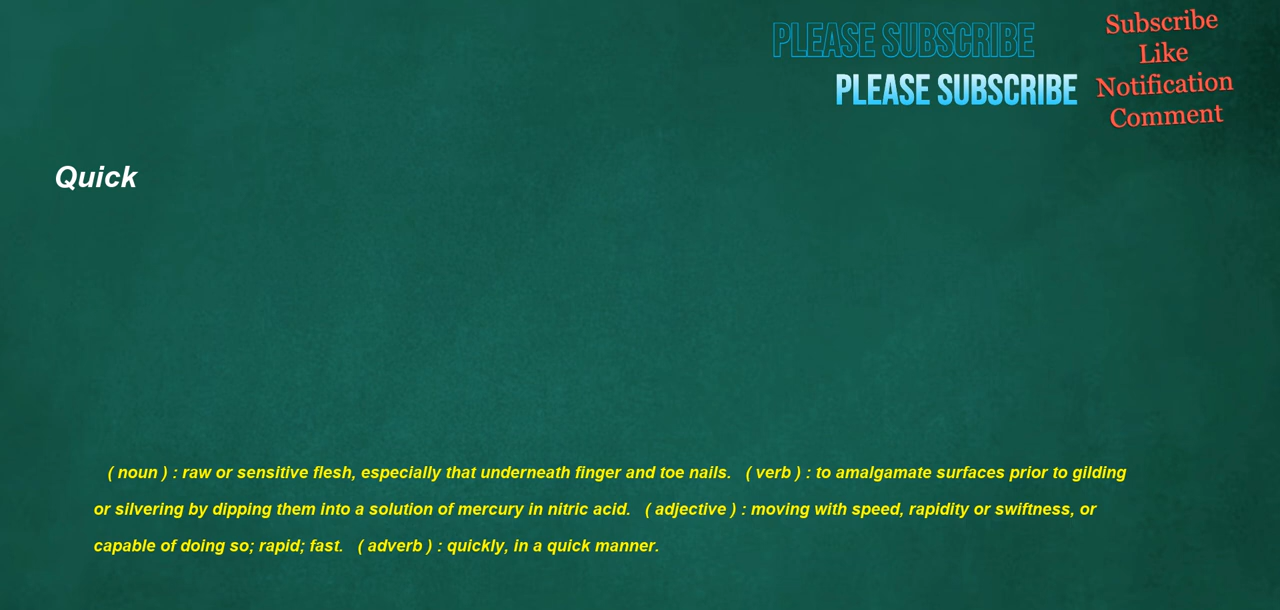 PLEASE SUBSCRIBE
PLEASE SUBSCRIBE
Subscribe
Like
Notification
Comment
Quick
( noun ) : raw or sensitive flesh, especially that underneath finger and toe nails. ( verb ) : to amalgamate surfaces prior to gilding
or silvering by dipping them into a solution of mercury in nitric acid. ( adjective ) : moving with speed, rapidity or swiftness, or
capable of doing so; rapid; fast. ( adverb ) : quickly, in a quick manner.